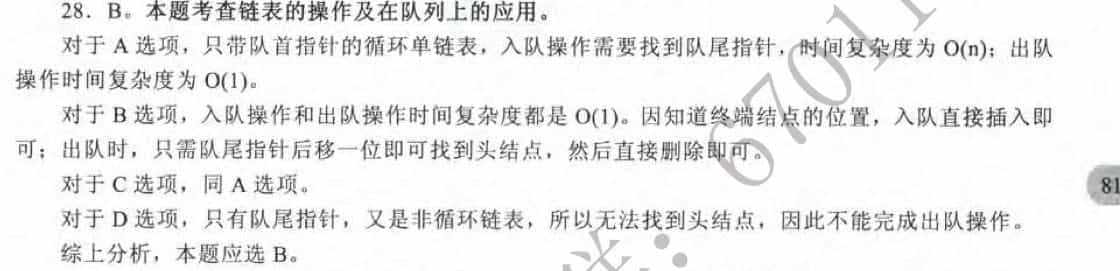 28．B。本题考查链表的操作及在队列上的应用。
对于 A 选项，只带队首指针的循环单链表，入队操作需要找到队尾指针，时间复杂度为 O(n)；出队
操作时间复杂度为 O(1)。
对于 B 选项，入队操作和出队操作时间复杂度都是 O(1)。因知道终端结点的位置，入队直接插入即
可；出队时，只需队尾指针后移一位即可找到头结点，然后直接删除即可。
对于 C 选项，同 A 选项。
81
对于 D 选项，只有队尾指针，又是非循环链表，所以无法找到头结点，因此不能完成出队操作。
综上分析，本题应选 B。